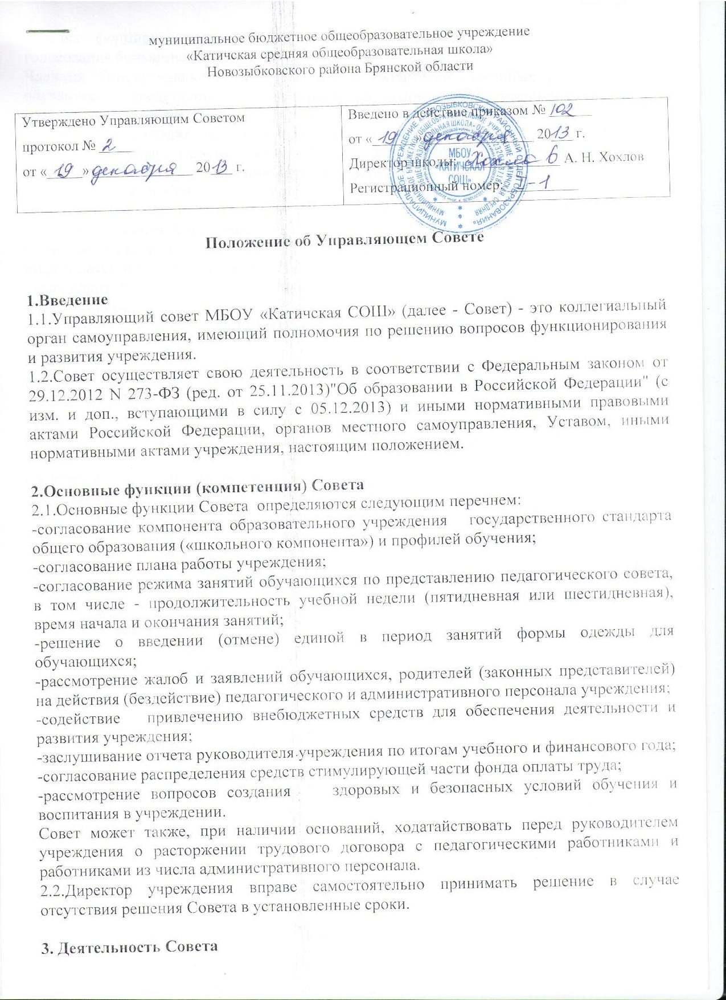 муниципальное бюджетное общеобразовательное учреждение
«Катичская средняя общеобразовательная школа»
Новозыбковского района Брянской области
Утверждено Управляющим Советом
протокол № 2
от « 19 » декабря 2013 г.
Введено в действие приказом № 102
от « 19 » декабря 2013 г.
Директор школы: А. Н. Хохлов
Регистрационный номер: -1
МБОУ
«КАТИЧСКАЯ
СОШ»
Положение об Управляющем Совете
1.Введение
1.1.Управляющий совет МБОУ «Катичская СОШ» (далее - Совет) - это коллегиальный
орган самоуправления, имеющий полномочия по решению вопросов функционирования
и развития учреждения.
1.2.Совет осуществляет свою деятельность в соответствии с Федеральным законом от
29.12.2012 N 273-ФЗ (ред. от 25.11.2013)"Об образовании в Российской Федерации" (с
изм. и доп., вступающими в силу с 05.12.2013) и иными нормативными правовыми
актами Российской Федерации, органов местного самоуправления, Уставом, иными
нормативными актами учреждения, настоящим положением.
2.Основные функции (компетенция) Совета
2.1.Основные функции Совета определяются следующим перечнем:
-согласование компонента образовательного учреждения государственного стандарта
общего образования («школьного компонента») и профилей обучения;
-согласование плана работы учреждения;
-согласование режима занятий обучающихся по представлению педагогического совета,
в том числе - продолжительность учебной недели (пятидневная или шестидневная),
время начала и окончания занятий;
-решение о введении (отмене) единой в период занятий формы одежды для
обучающихся;
-рассмотрение жалоб и заявлений обучающихся, родителей (законных представителей)
на действия (бездействие) педагогического и административного персонала учреждения;
-содействие привлечению внебюджетных средств для обеспечения деятельности и
развития учреждения;
-заслушивание отчета руководителя учреждения по итогам учебного и финансового года;
-согласование распределения средств стимулирующей части фонда оплаты труда;
-рассмотрение вопросов создания здоровых и безопасных условий обучения и
воспитания в учреждении.
Совет может также, при наличии оснований, ходатайствовать перед руководителем
учреждения о расторжении трудового договора с педагогическими работниками и
работниками из числа административного персонала.
2.2.Директор учреждения вправе самостоятельно принимать решение в случае
отсутствия решения Совета в установленные сроки.
3. Деятельность Совета